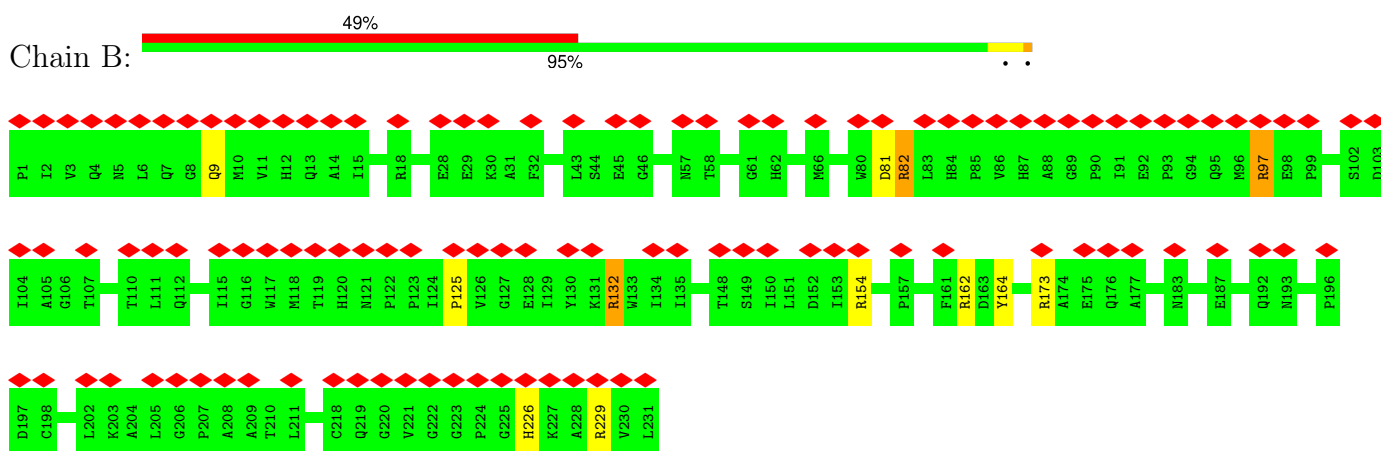 49%
Chain B:
95%
. .
P1 I2 V3 Q4 N5 L6 Q7 G8 Q9 M10 V11 H12 Q13 A14 I15 R18 E28 E29 K30 A31 F32 L43 S44 E45 G46 N57 T58 G61 H62 M66 W80 D81 R82 L83 H84 P85 V86 H87 A88 G89 P90 I91 E92 P93 G94 Q95 M96 R97 E98 P99 S102 D103
I104 A105 G106 T107 T110 L111 Q112 I115 G116 W117 M118 T119 H120 N121 P122 P123 I124 P125 V126 G127 E128 I129 Y130 K131 R132 W133 I134 I135 T148 S149 I150 L151 D152 I153 R154 P157 F161 R162 D163 Y164 R173 A174 E175 Q176 A177 N183 E187 Q192 N193 P196
D197 C198 L202 K203 A204 L205 G206 P207 A208 A209 T210 L211 C218 Q219 G220 V221 G222 G223 P224 G225 H226 K227 A228 R229 V230 L231